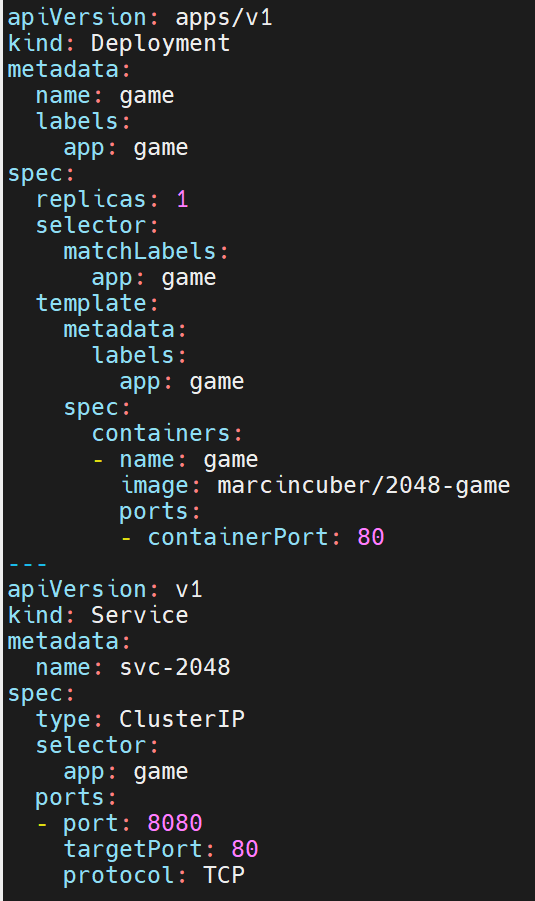 apiVersion: apps/v1
kind: Deployment
metadata:
  name: game
  labels:
    app: game
spec:
  replicas: 1
  selector:
    matchLabels:
      app: game
  template:
    metadata:
      labels:
        app: game
    spec:
      containers:
      - name: game
        image: marcincuber/2048-game
        ports:
        - containerPort: 80
---
apiVersion: v1
kind: Service
metadata:
  name: svc-2048
spec:
  type: ClusterIP
  selector:
    app: game
  ports:
  - port: 8080
    targetPort: 80
    protocol: TCP